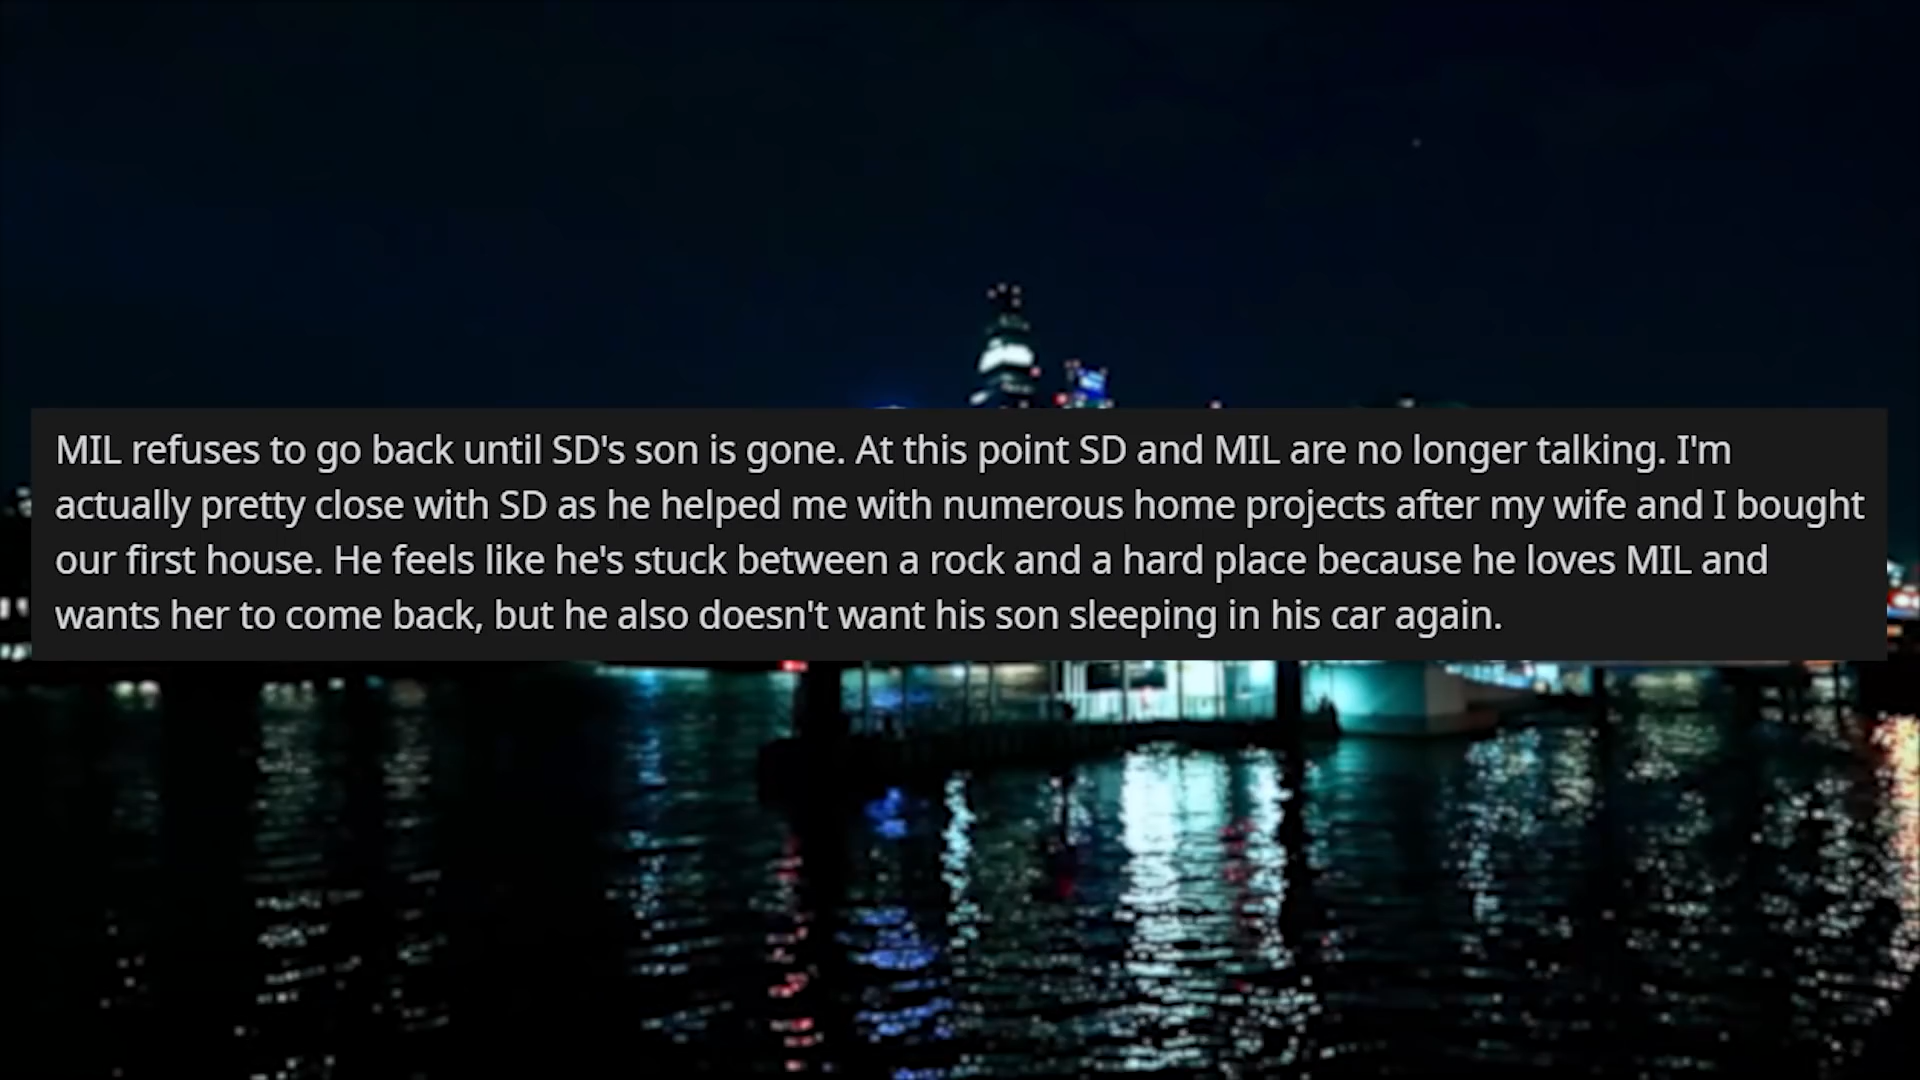 MIL refuses to go back until SD's son is gone. At this point SD and MIL are no longer talking. I'm
actually pretty close with SD as he helped me with numerous home projects after my wife and I bought
our first house. He feels like he's stuck between a rock and a hard place because he loves MIL and
wants her to come back, but he also doesn't want his son sleeping in his car again.